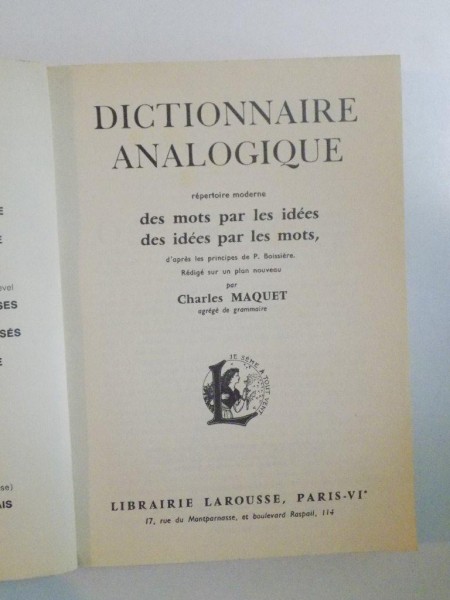 DICTIONNAIRE
ANALOGIQUE
répertoire moderne
des mots par les idées
des idées par les mots,
d'après les principes de P. Boissière.
Rédigé sur un plan nouveau
par
Charles MAQUET
agrégé de grammaire
JE SÈME A TOUT VENT
LIBRAIRIE LAROUSSE, PARIS-VIe
17, rue du Montparnasse, et boulevard Raspail, 114